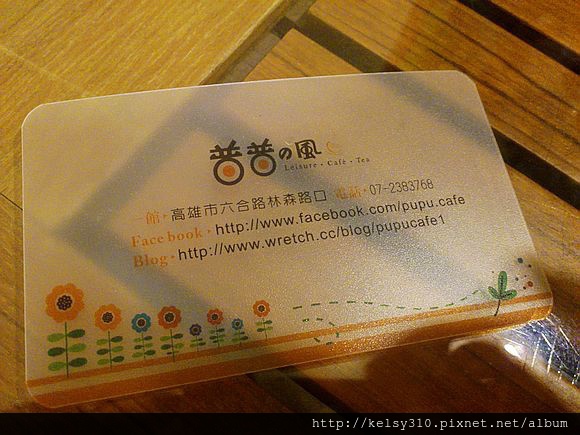 普普の風
Leisure · Café · Tea
館 · 高雄市六合路林森路口 電話 · 07-2383768
Facebook · http://www.facebook.com/pupu.cafe
Blog · http://www.wretch.cc/blog/pupucafe1
http://kelsy310.pixnet.net/album